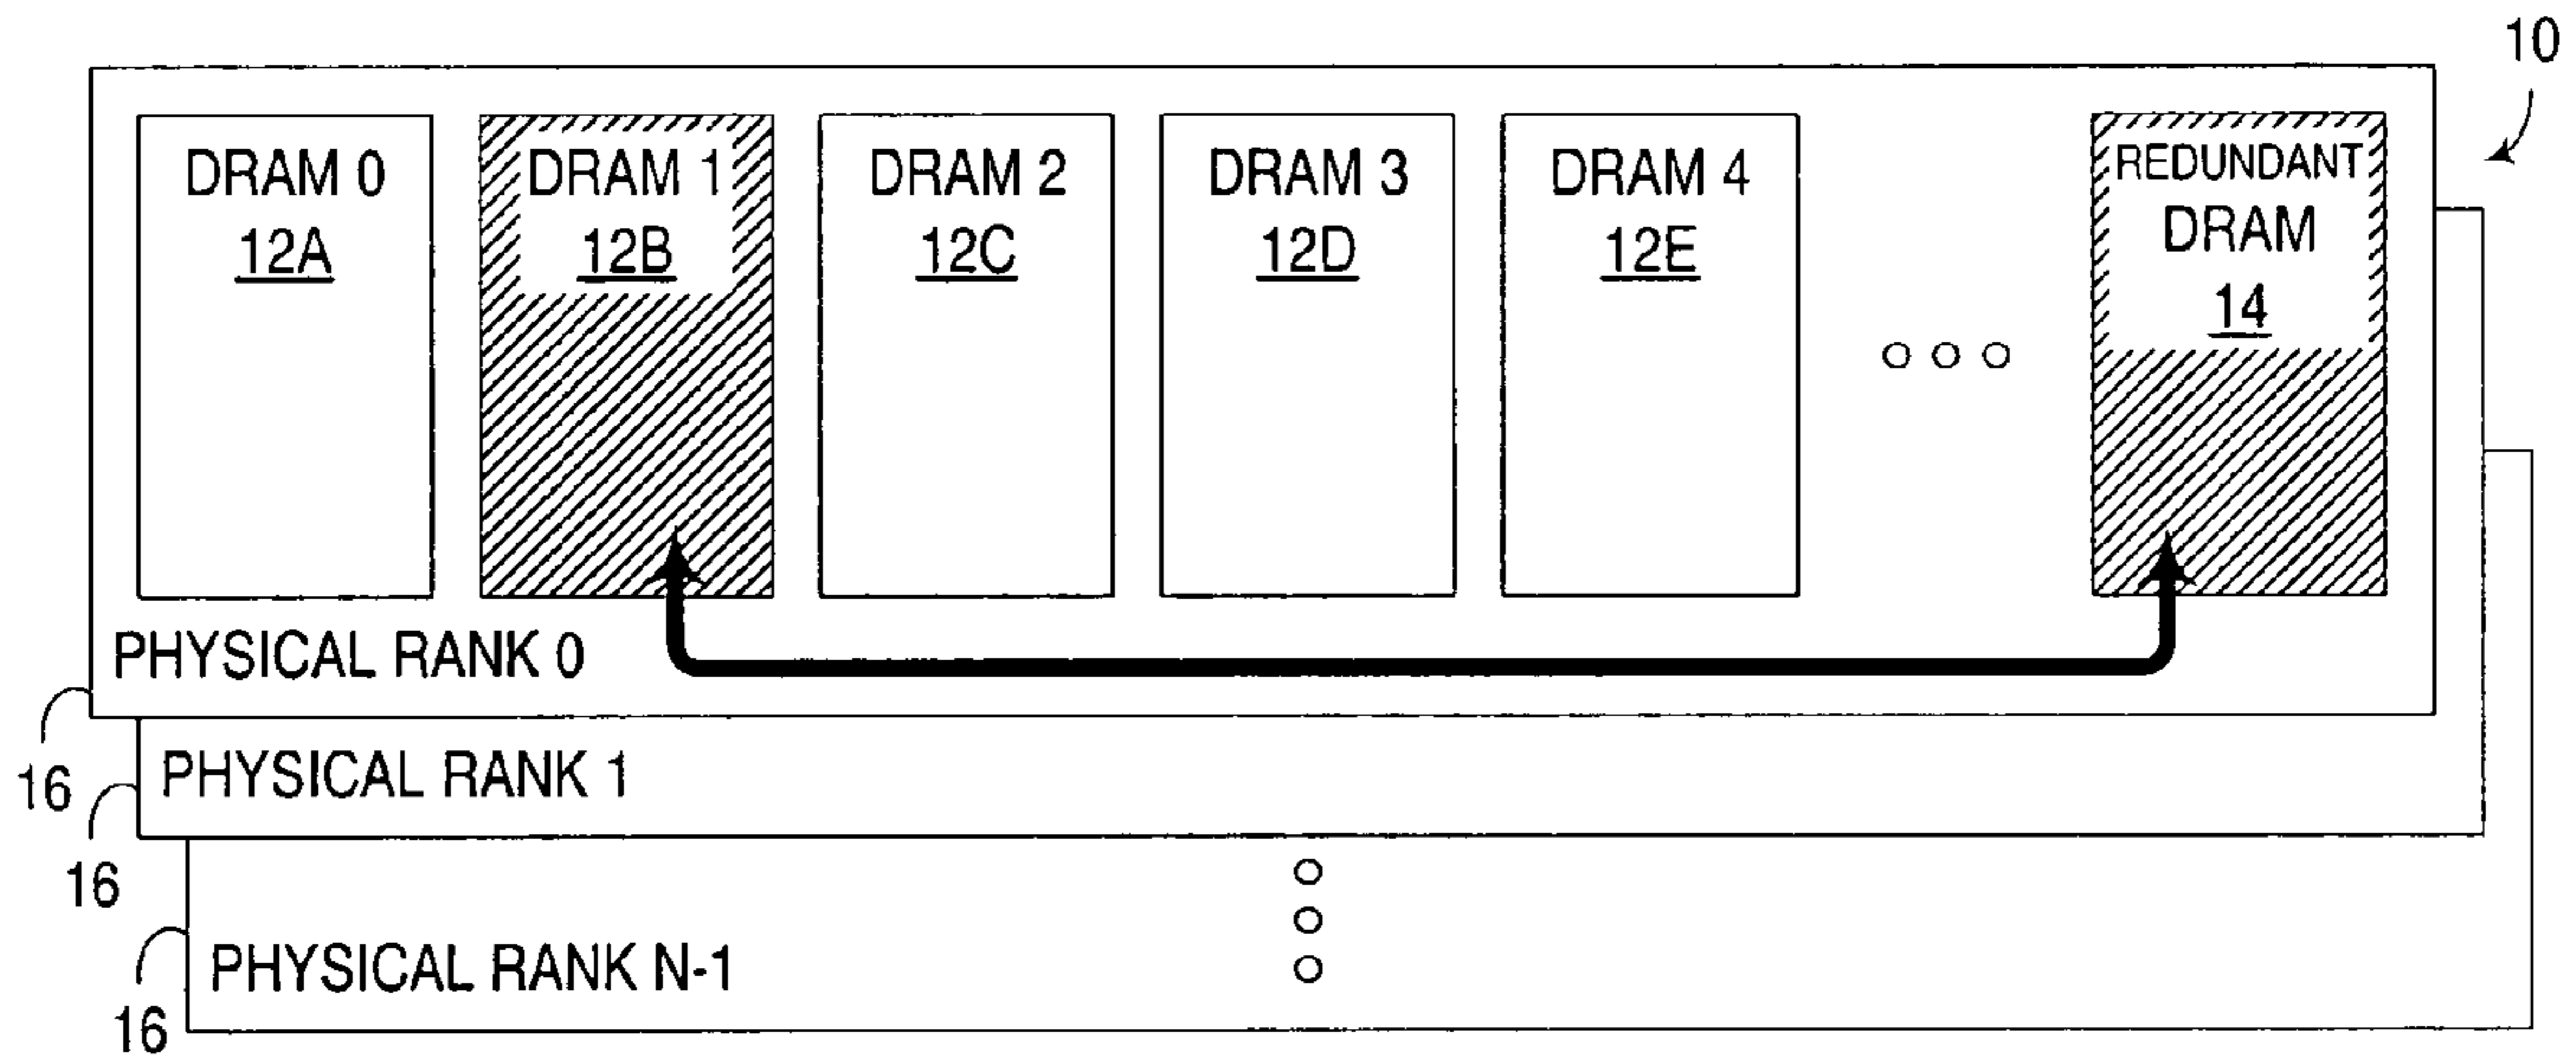 10
DRAM 0
12A
DRAM 1
12B
DRAM 2
12C
DRAM 3
12D
DRAM 4
12E
REDUNDANT
DRAM
14
PHYSICAL RANK 0
16
PHYSICAL RANK 1
16
PHYSICAL RANK N-1
16